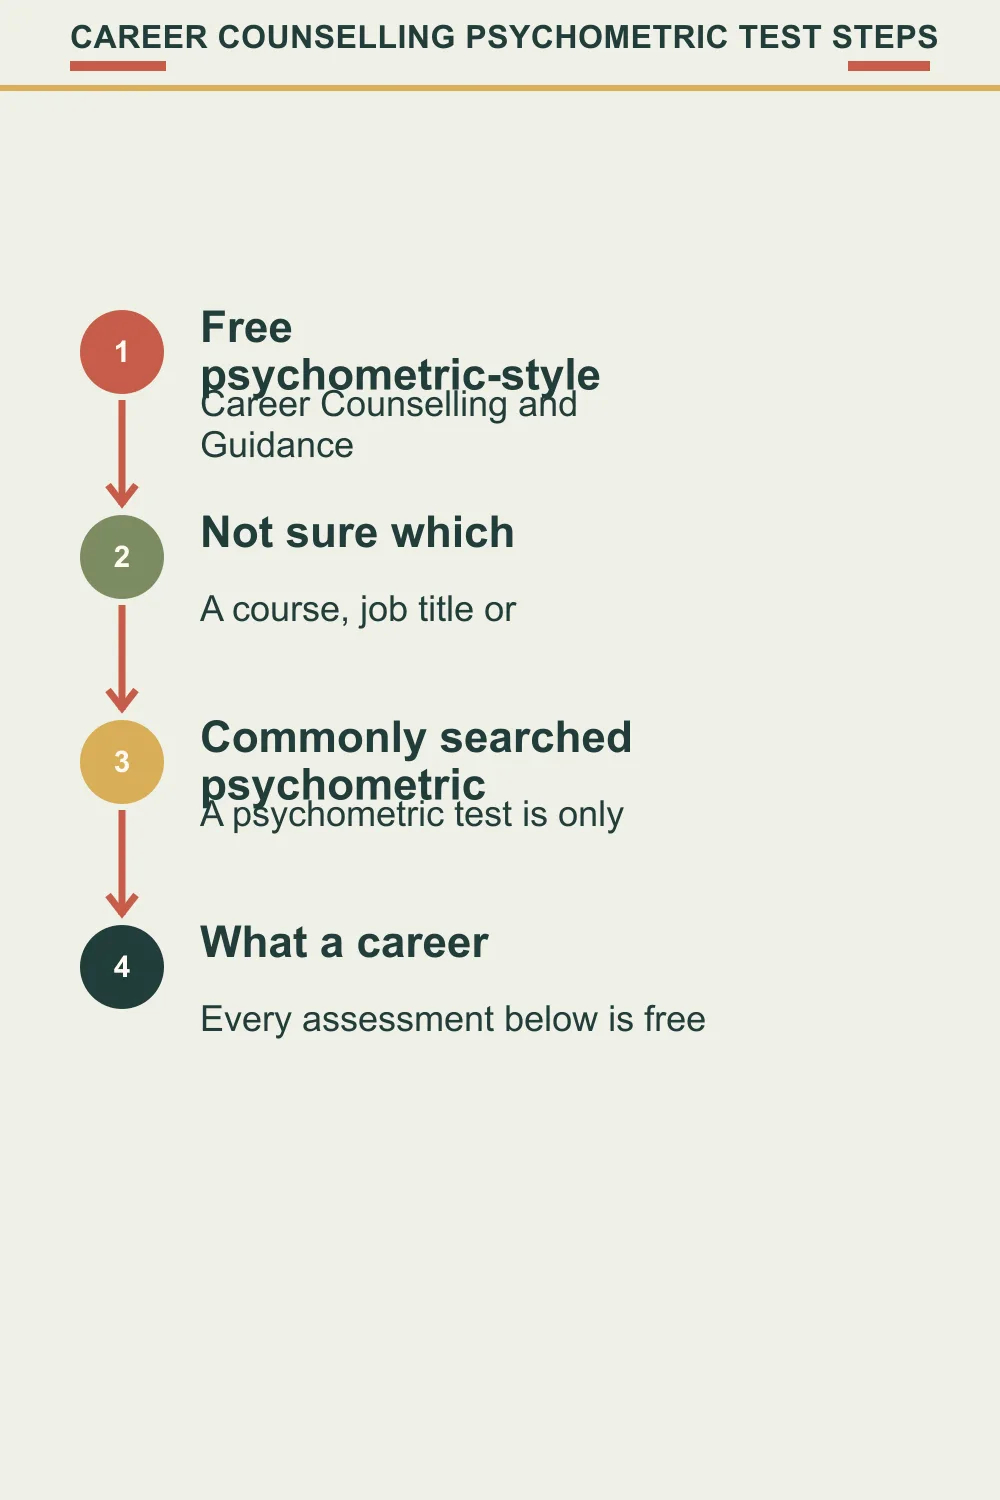 CAREER COUNSELLING PSYCHOMETRIC TEST STEPS
1
Free
psychometric-style
Career Counselling and
Guidance
2
Not sure which
A course, job title or
3
Commonly searched
psychometric
A psychometric test is only
4
What a career
Every assessment below is free